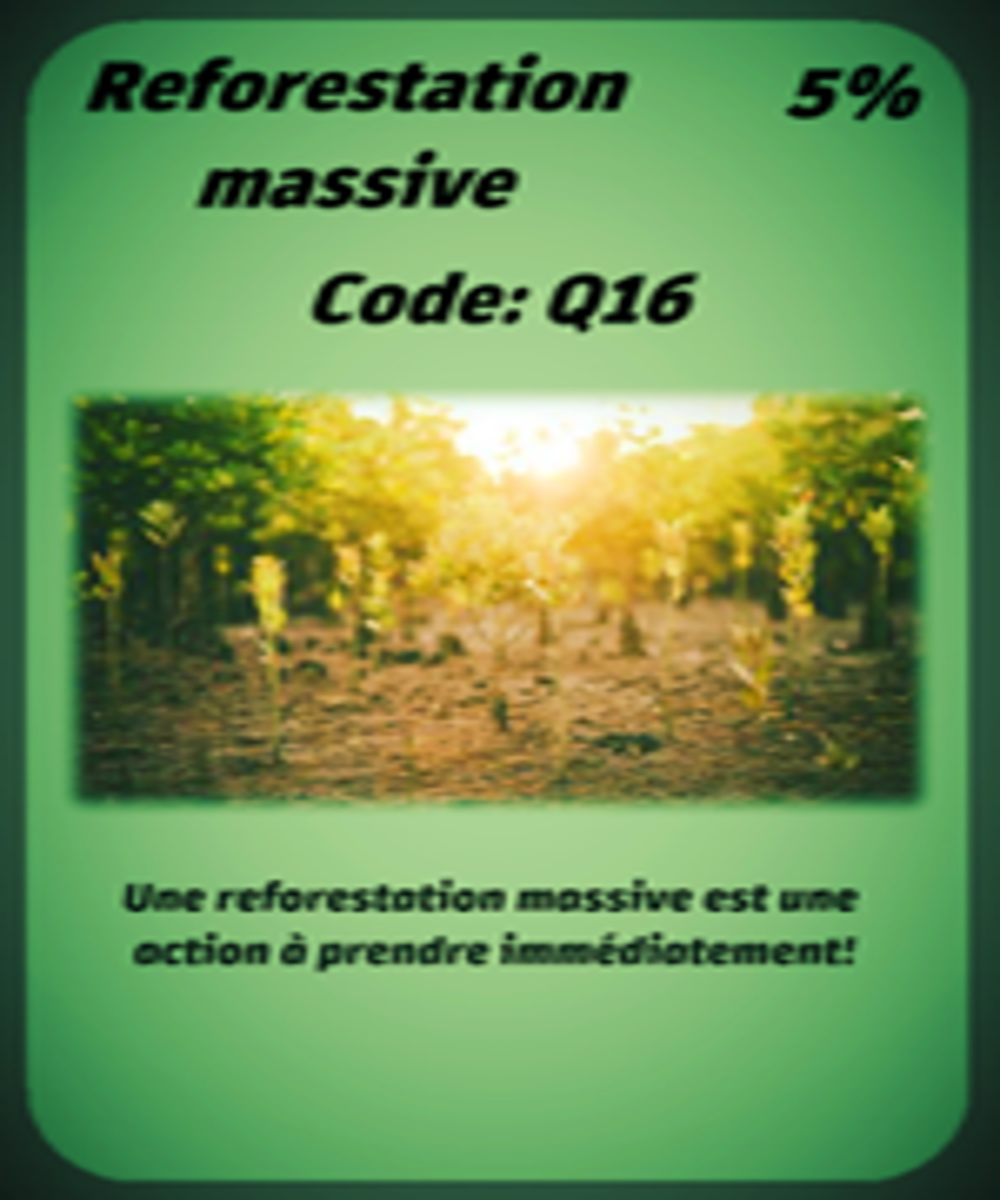 Reforestation 5%
massive
Code: Q16
Une reforestation massive est une
action à prendre immédiatement!